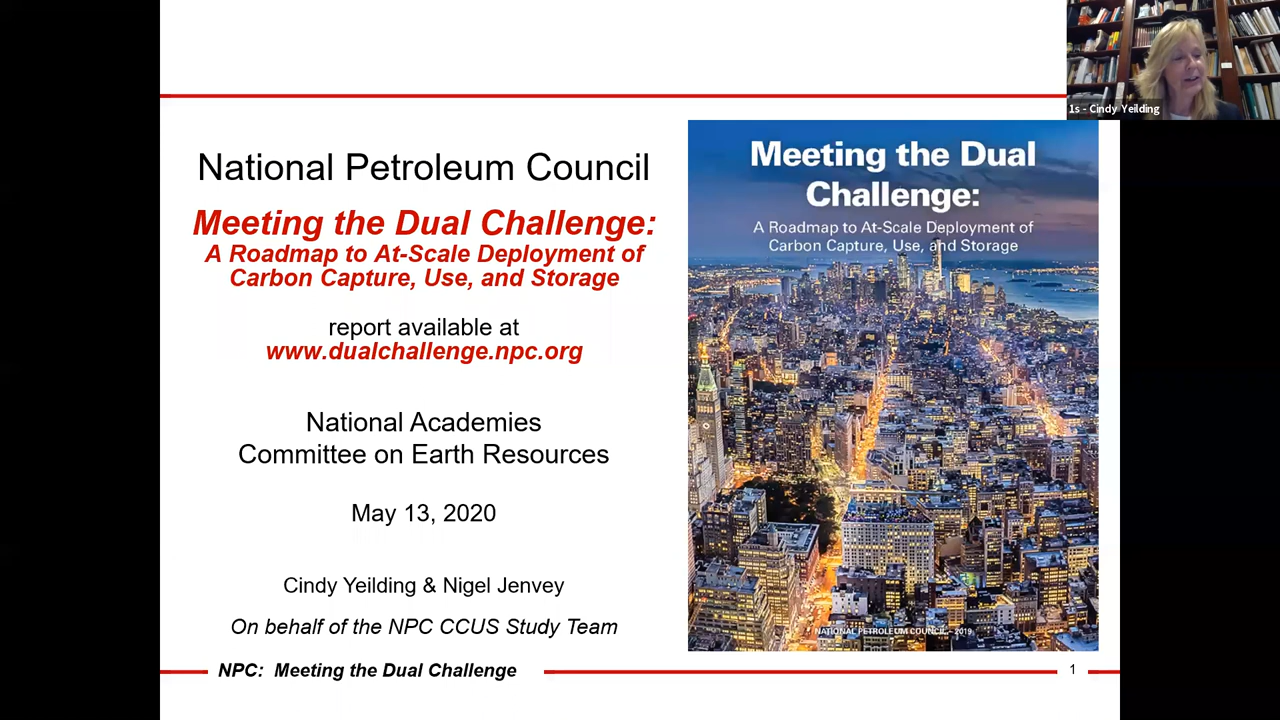 1s - Cindy Yeilding
National Petroleum Council
Meeting the Dual Challenge:
A Roadmap to At-Scale Deployment of
Carbon Capture, Use, and Storage
report available at
www.dualchallenge.npc.org
National Academies
Committee on Earth Resources
May 13, 2020
Cindy Yeilding & Nigel Jenvey
On behalf of the NPC CCUS Study Team
Meeting the Dual
Challenge:
A Roadmap to At-Scale Deployment of
Carbon Capture, Use, and Storage
NATIONAL PETROLEUM COUNCIL - 2019
NPC: Meeting the Dual Challenge
1